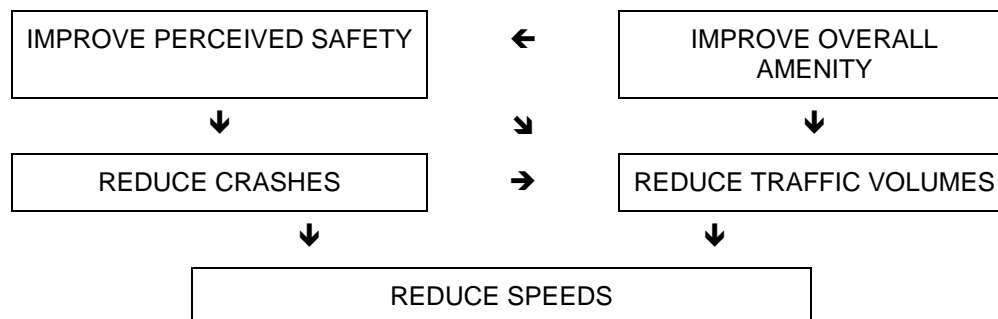 IMPROVE PERCEIVED SAFETY
IMPROVE OVERALL
AMENITY
REDUCE CRASHES
REDUCE TRAFFIC VOLUMES
REDUCE SPEEDS